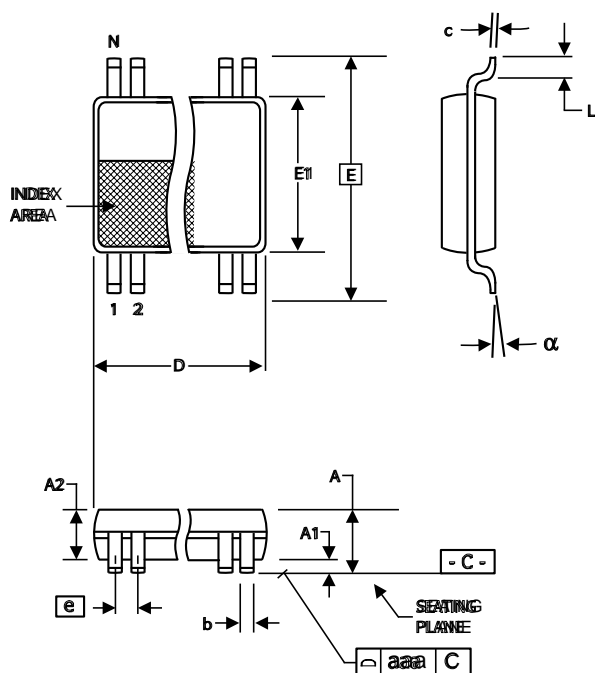 N
c
L
E1
E
INDEX
AREA
1 2
α
D
A2
A
A1
- C -
e
b
SEATING
PLANE
aaa C